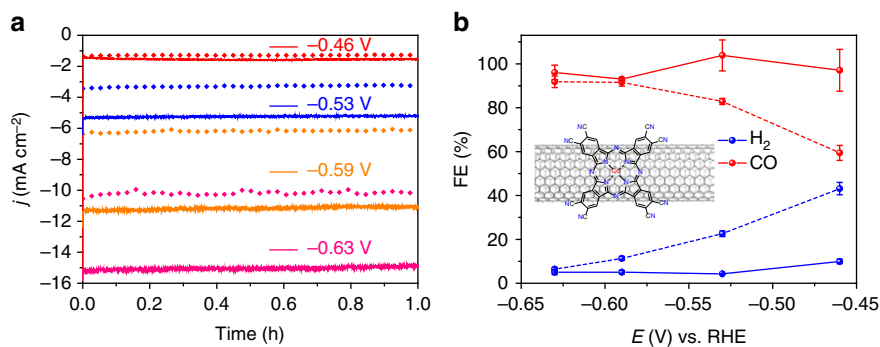 a
0
−2
−4
−6
−8
−10
−12
−14
−16
j (mA cm−2)
0.0
0.2
0.4
0.6
0.8
1.0
Time (h)
−0.46 V
−0.53 V
−0.59 V
−0.63 V
b
100
80
60
40
20
0
FE (%)
−0.65
−0.60
−0.55
−0.50
−0.45
E (V) vs. RHE
H2
CO
CN
CN
NC
NC
N
N
N
N
N
Co
N
N
N
NC
NC
CN
CN